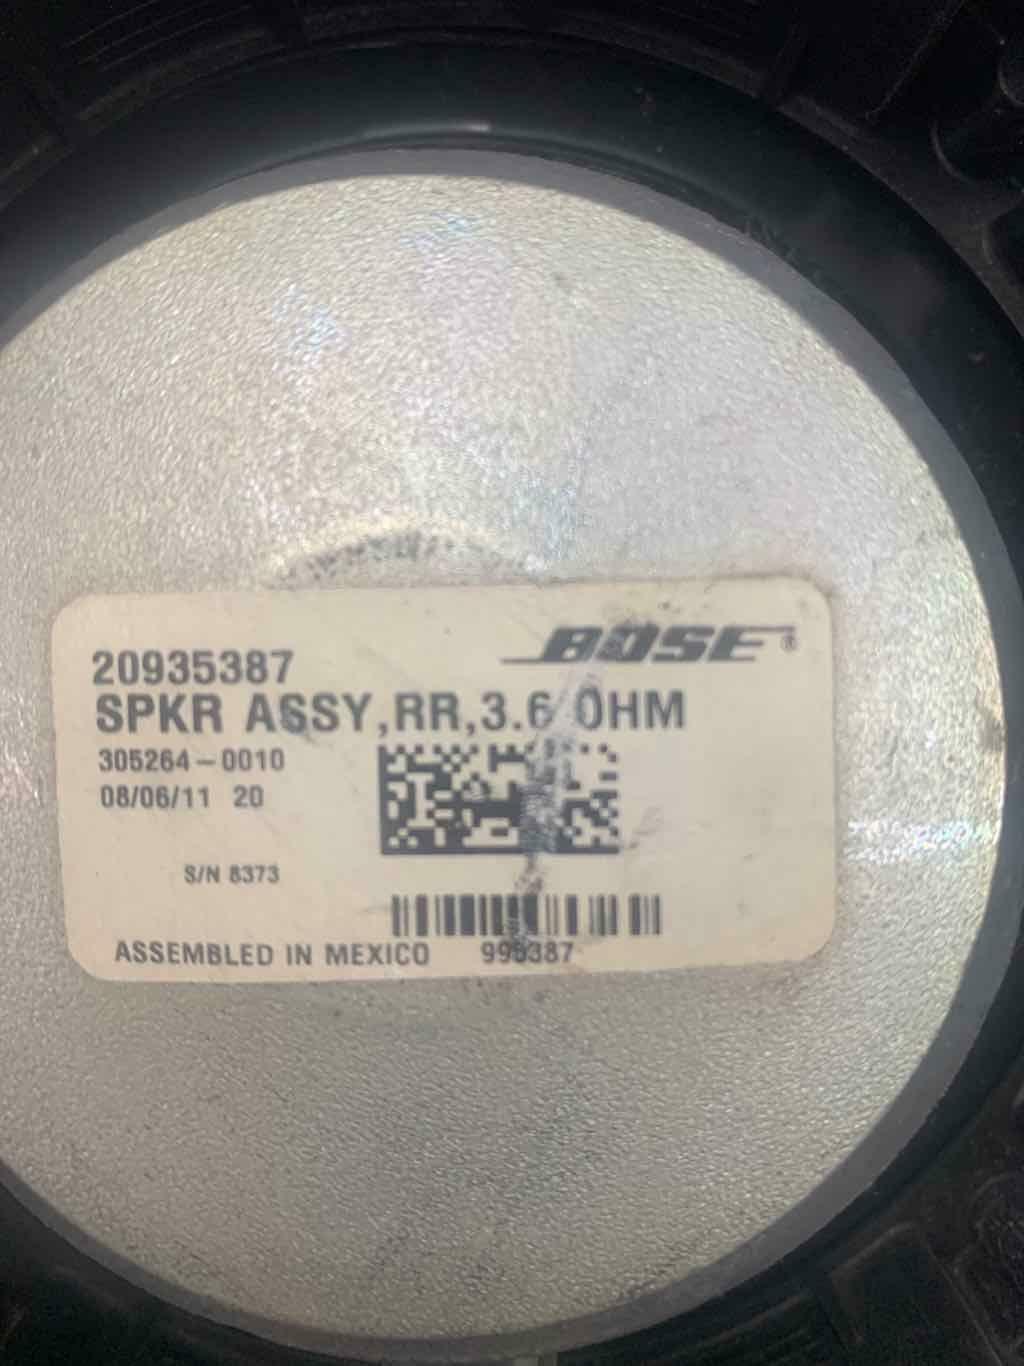 BOSE®
20935387
SPKR ASSY,RR,3.6 OHM
305264-0010
08/06/11 20
S/N 8373
ASSEMBLED IN MEXICO